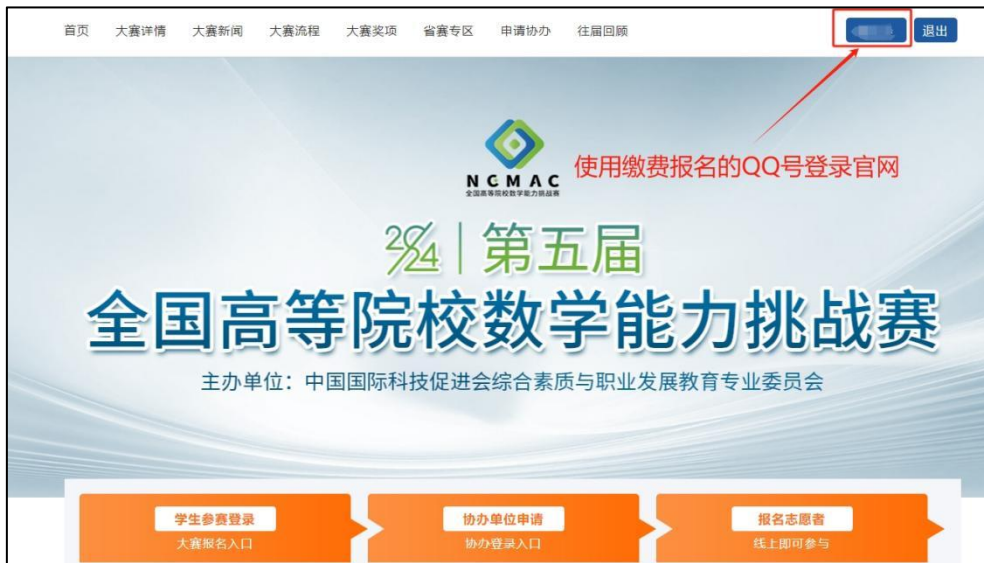 首页 大赛详情 大赛新闻 大赛流程 大赛奖项 省赛专区 申请协办 往届回顾 退出
使用缴费报名的QQ号登录官网
NCMAC
全国高等院校数学能力挑战赛
2024 | 第五届
全国高等院校数学能力挑战赛
主办单位：中国国际科技促进会综合素质与职业发展教育专业委员会
学生参赛登录 协办单位申请 报名志愿者
大赛报名入口 协办登录入口 线上即可参与